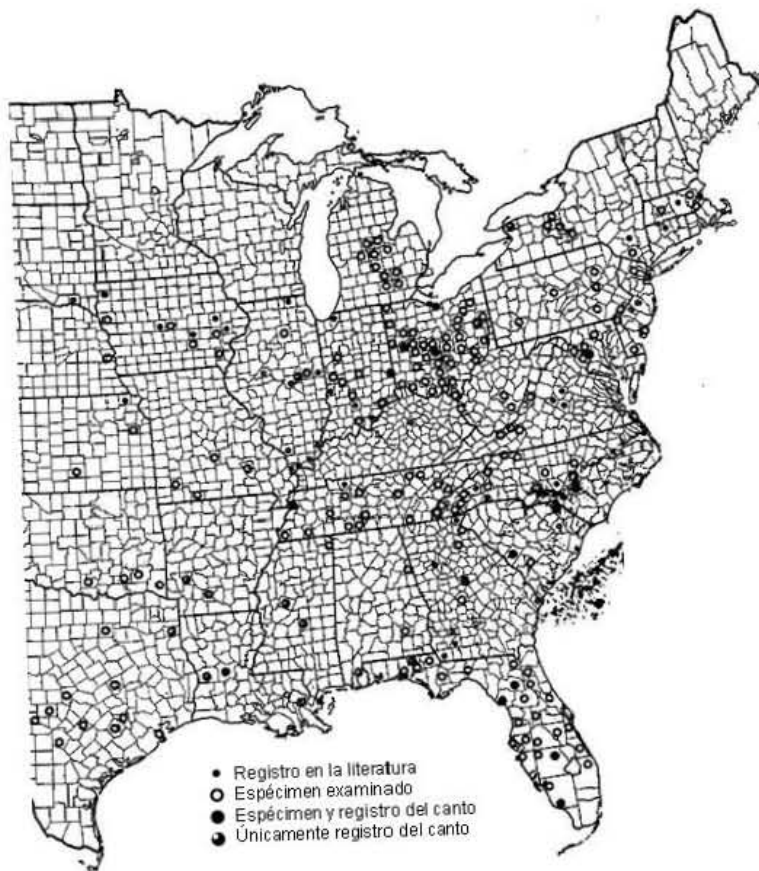 Registro en la literatura
Espécimen examinado
Espécimen y registro del canto
Únicamente registro del canto